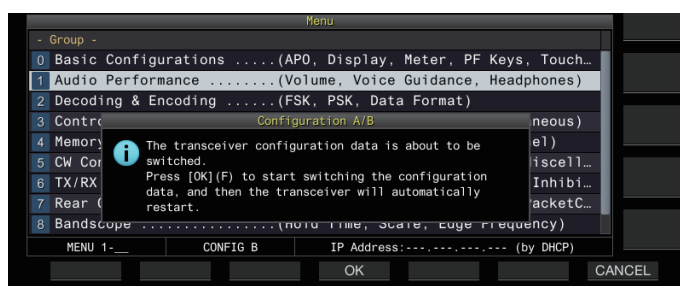 Menu
- Group -
0 Basic Configurations .....(APO, Display, Meter, PF Keys, Touch…
1 Audio Performance ........(Volume, Voice Guidance, Headphones)
2 Decoding & Encoding ......(FSK, PSK, Data Format)
3 Contro
neous)
Configuration A/B
4 Memory
el)
5 CW Con
iscell…
6 TX/RX
Inhibi…
7 Rear C
acketC…
The transceiver configuration data is about to be
switched.
Press [OK](F) to start switching the configuration
data, and then the transceiver will automatically
restart.
8 Bandscope ................(Hold Time, Scale, Edge Frequency)
MENU 1-__ CONFIG B IP Address:---.---.---.--- (by DHCP)
OK CANCEL